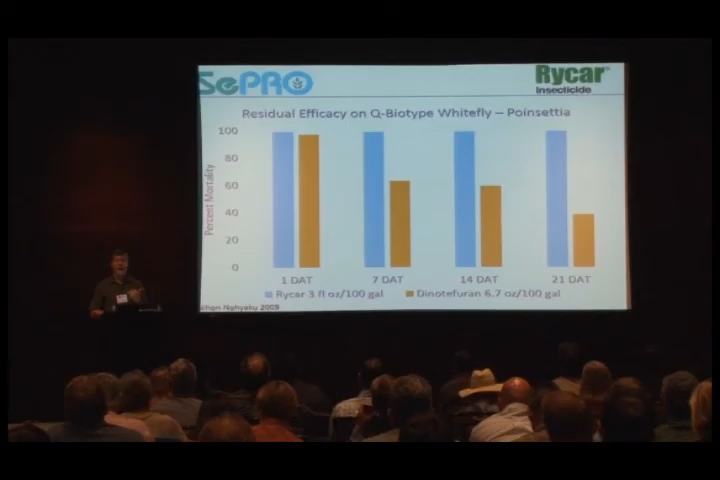 SePRO
Rycar
Insecticide
Residual Efficacy on Q-Biotype Whitefly – Poinsettia
Percent Mortality
100
80
60
40
20
0
1 DAT
7 DAT
14 DAT
21 DAT
Rycar 3 fl oz/100 gal
Dinotefuran 6.7 oz/100 gal
2009